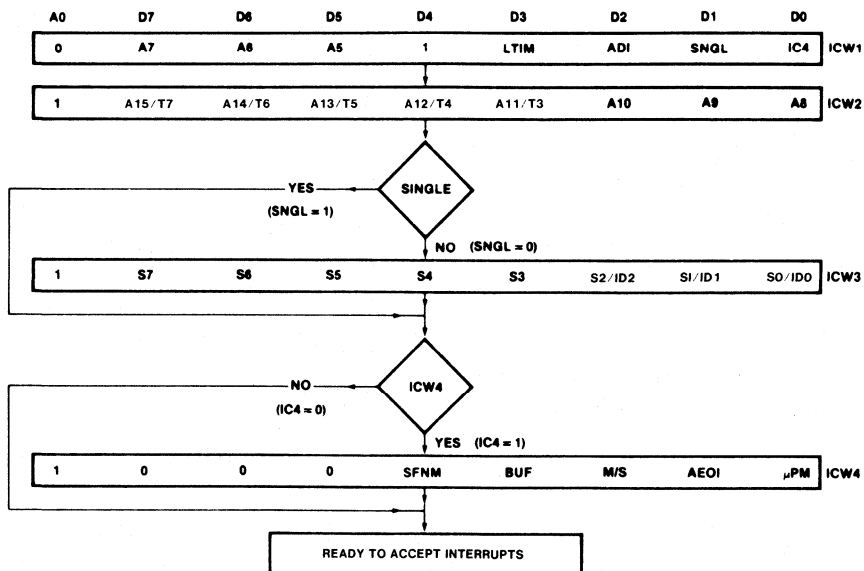 A0 D7 D6 D5 D4 D3 D2 D1 D0
0 A7 A6 A5 1 LTIM ADI SNGL IC4 ICW1
1 A15/T7 A14/T6 A13/T5 A12/T4 A11/T3 A10 A9 A8 ICW2
YES SINGLE
(SNGL = 1)
NO (SNGL = 0)
1 S7 S6 S5 S4 S3 S2/ID2 SI/ID1 SO/ID0 ICW3
NO ICW4
(IC4 = 0)
YES (IC4 = 1)
1 0 0 0 SFNM BUF M/S AEOI μPM ICW4
READY TO ACCEPT INTERRUPTS